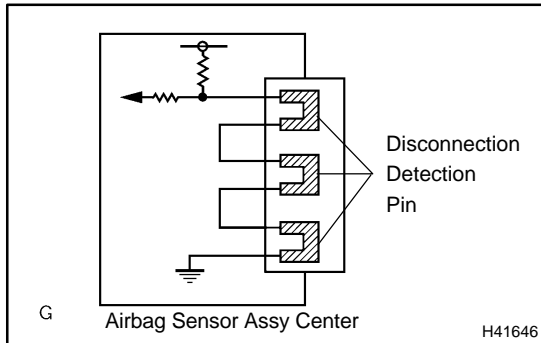 Disconnection
Detection
Pin
G
Airbag Sensor Assy Center
H41646